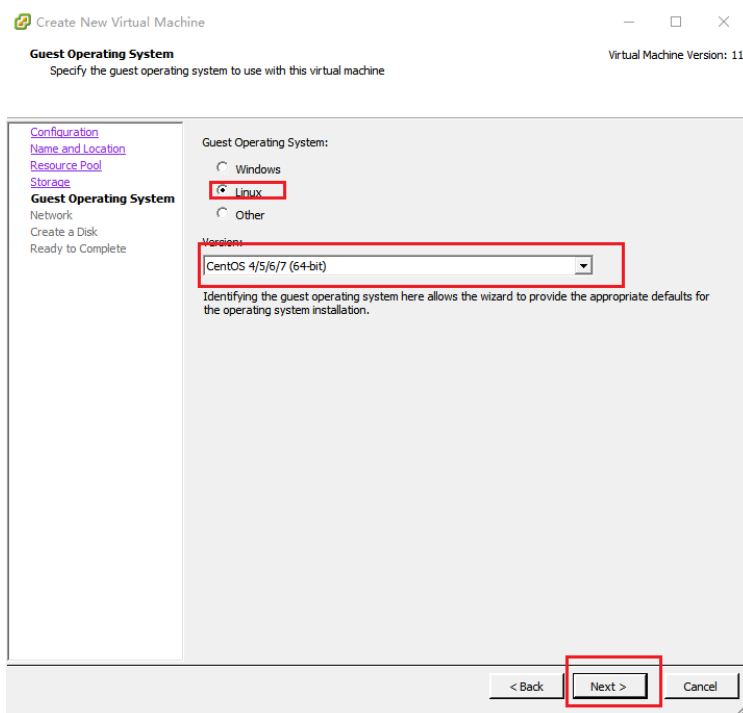 Create New Virtual Machine
Guest Operating System
Virtual Machine Version: 11
Specify the guest operating system to use with this virtual machine
Configuration
Name and Location
Resource Pool
Storage
Guest Operating System
Network
Create a Disk
Ready to Complete
Guest Operating System:
Windows
Linux
Other
Version:
CentOS 4/5/6/7 (64-bit)
Identifying the guest operating system here allows the wizard to provide the appropriate defaults for
the operating system installation.
< Back
Next >
Cancel